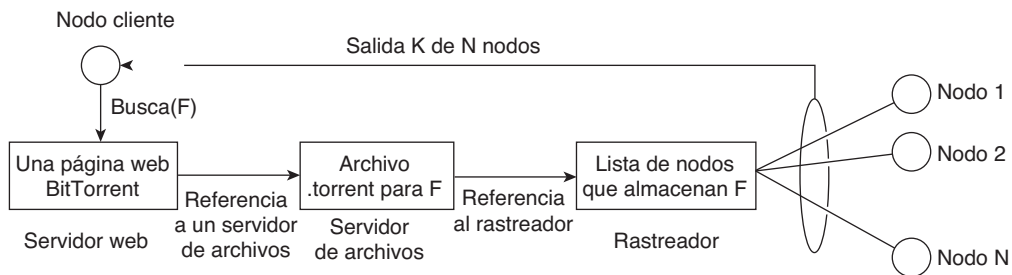 Nodo cliente
Salida K de N nodos
Busca(F)
Nodo 1
Nodo 2
Nodo N
Una página web
BitTorrent
Referencia
a un servidor
de archivos
Archivo
.torrent para F
Referencia
al rastreador
Lista de nodos
que almacenan F
Servidor web
Servidor
de archivos
Rastreador